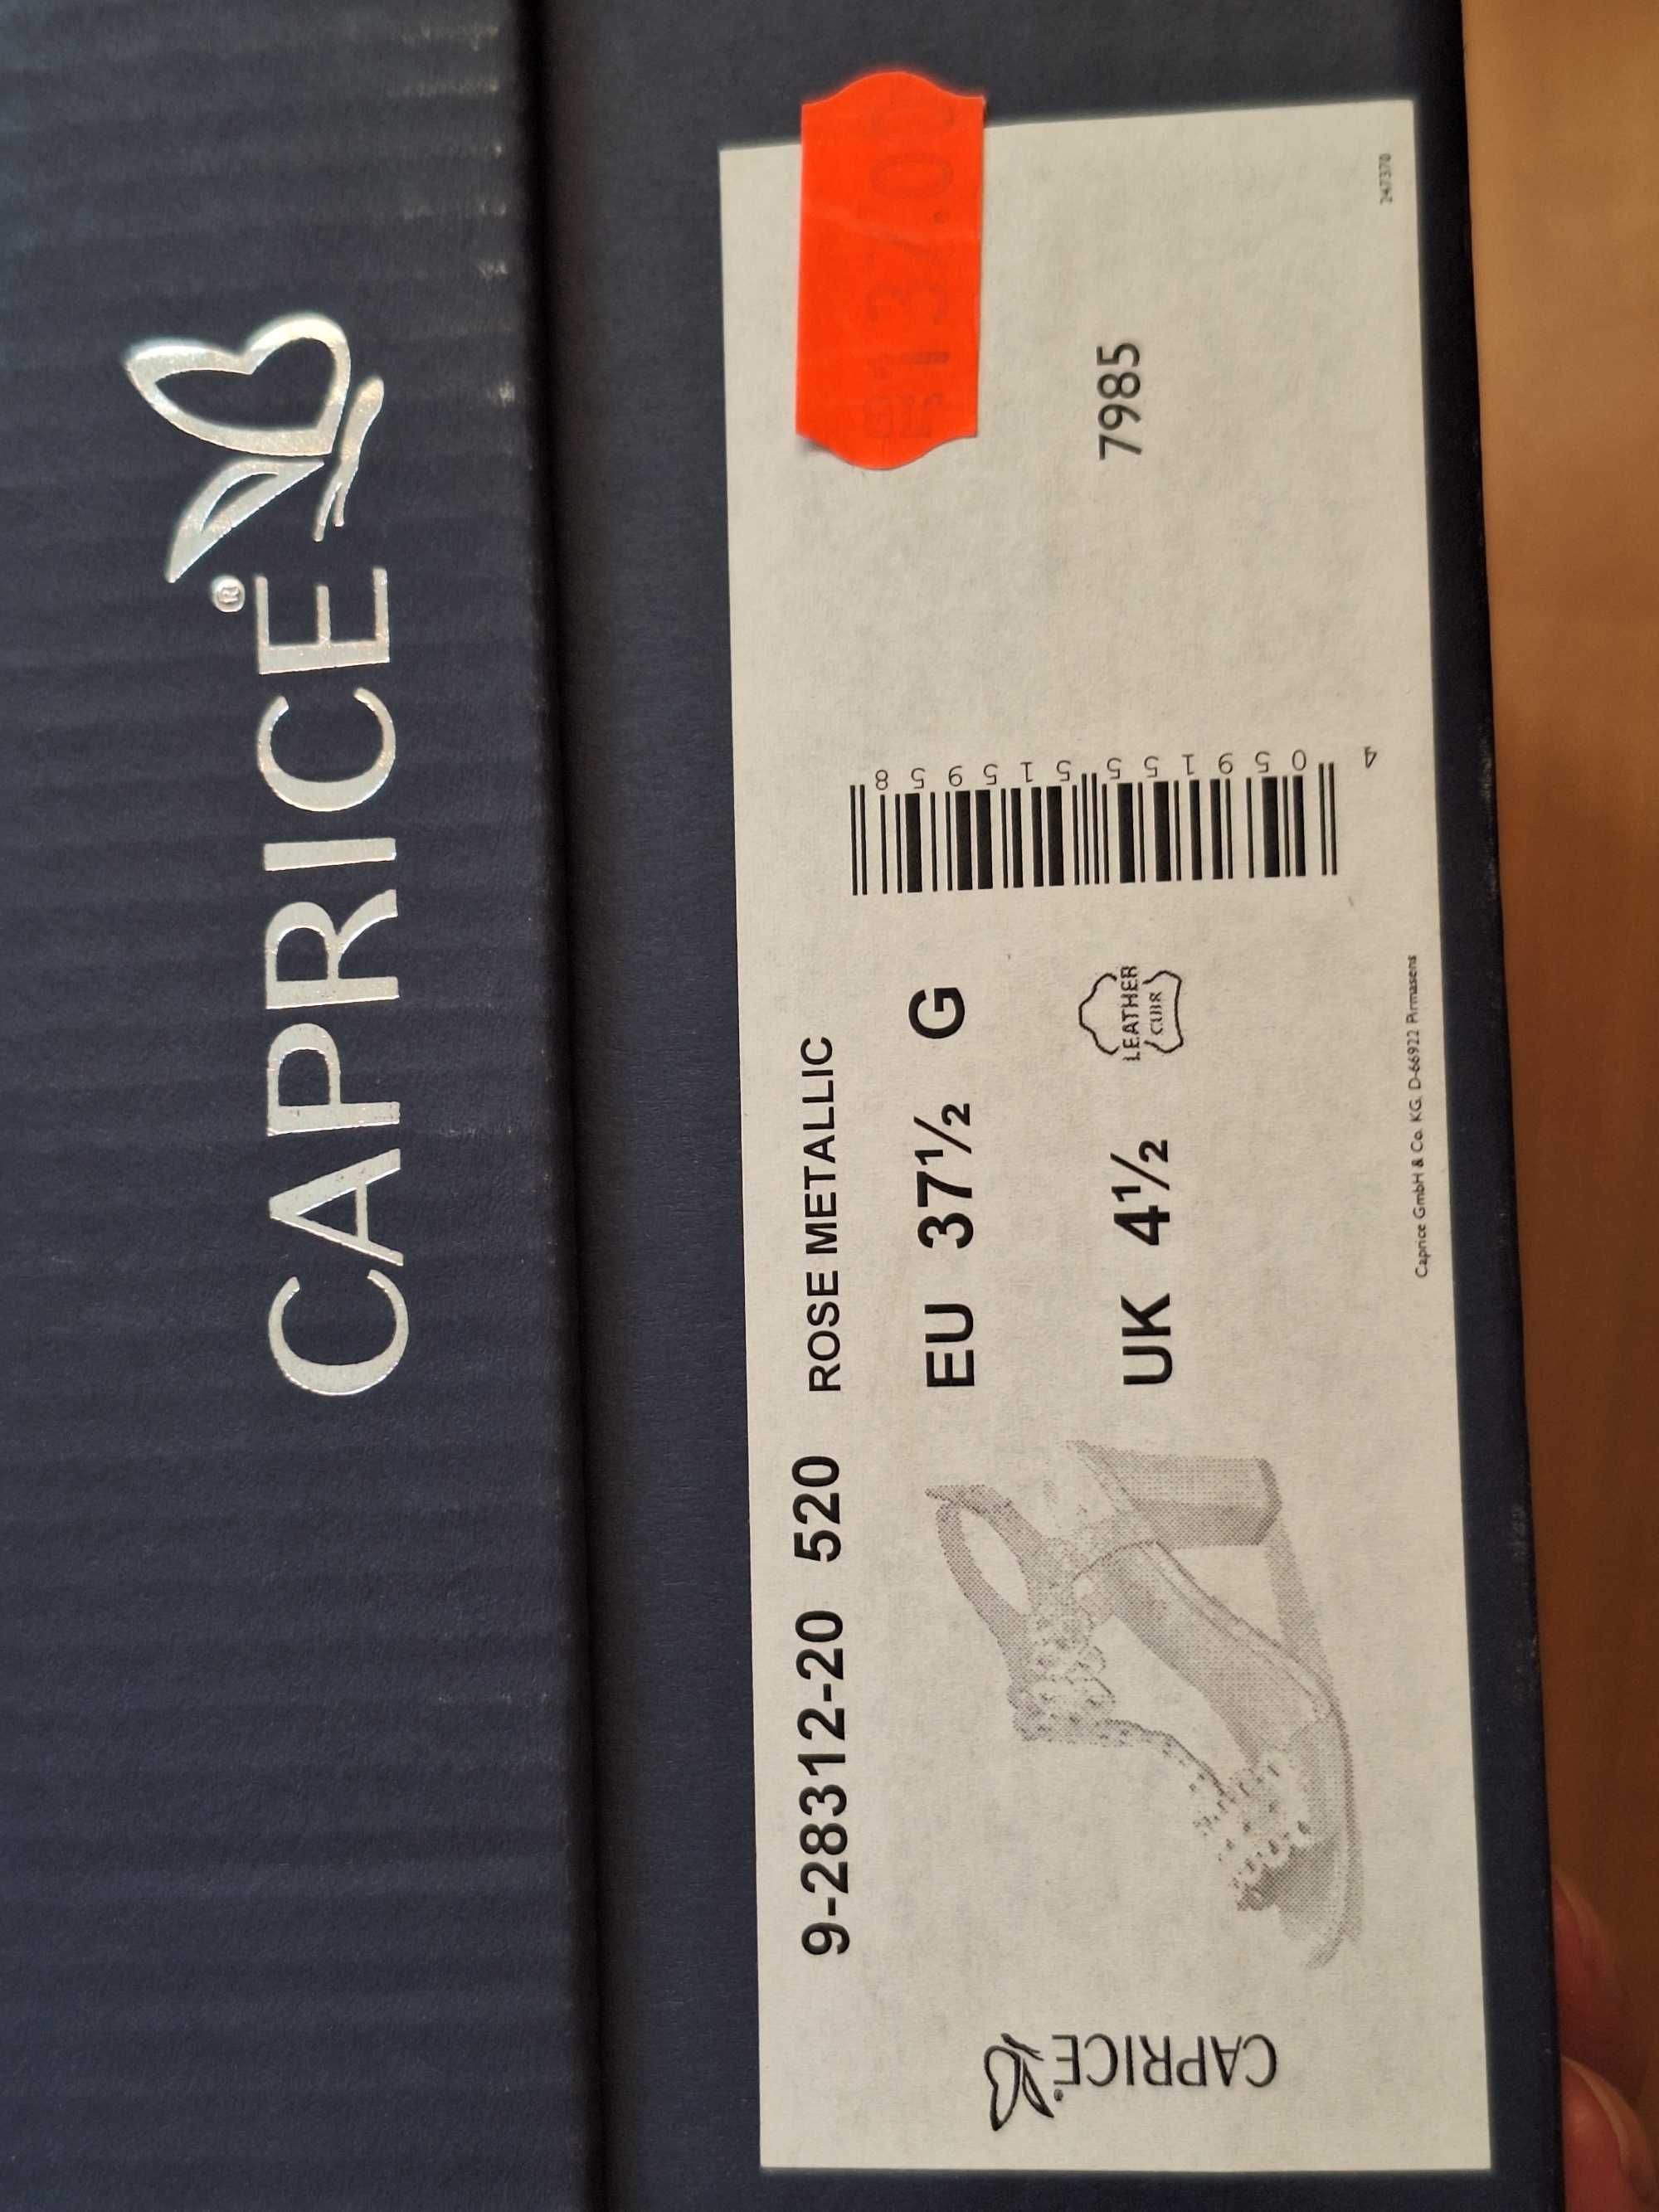 CAPRICE®
9-28312-20 520 ROSE METALLIC
EU 37½ G
UK 4½
LEATHER
CUIR
CAPRICE
4 059155 515958
7985
Caprice GmbH & Co. KG. D-66922 Pirmasens
247370